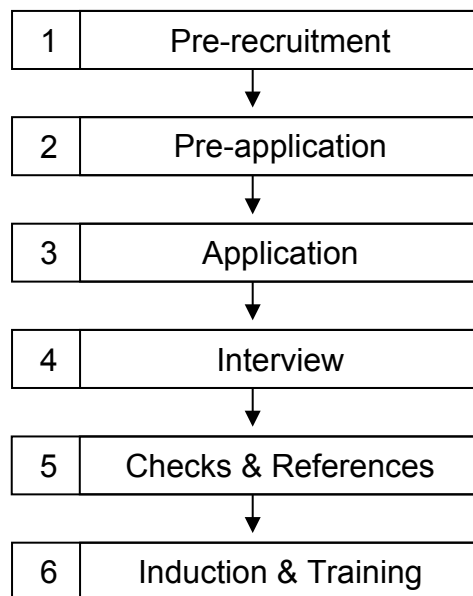 1 Pre-recruitment
2 Pre-application
3 Application
4 Interview
5 Checks & References
6 Induction & Training